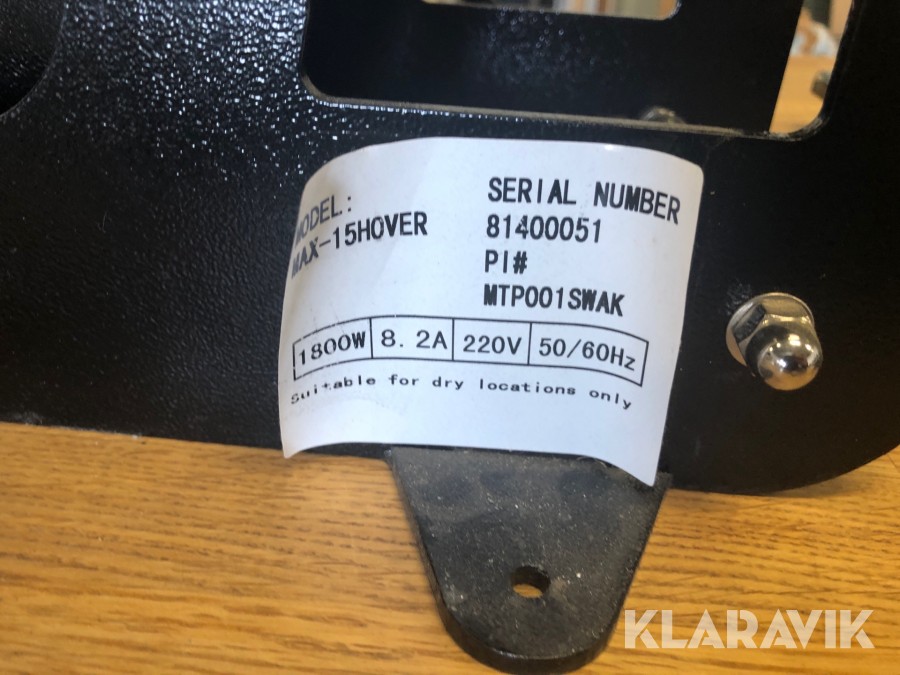 MODEL:
MAX-15HOVER
SERIAL NUMBER
81400051
PI#
MTP001SWAK
1800W 8.2A 220V 50/60Hz
Suitable for dry locations only
KLARAVIK